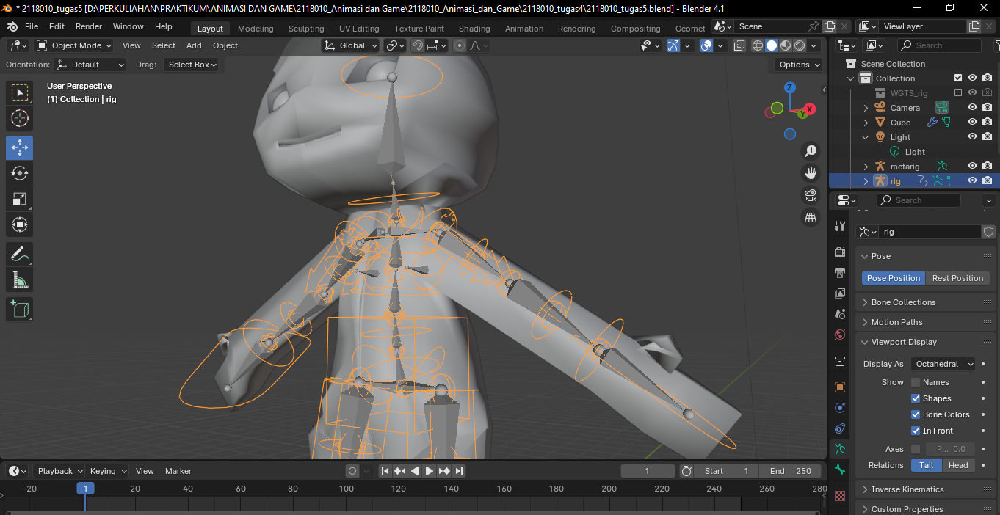 * 2118010_tugas5 [D:\PERKULIAHAN\PRAKTIKUM\ANIMASI DAN GAME\2118010_Animasi dan Game\2118010_Animasi_dan_Game\2118010_tugas4\2118010_tugas5.blend] - Blender 4.1
File Edit Render Window Help Layout Modeling Sculpting UV Editing Texture Paint Shading Animation Rendering Compositing Geomet Scene ViewLayer
Object Mode View Select Add Object Global Search
Orientation: Default Drag: Select Box Options
User Perspective
(1) Collection | rig
Z
X
Y
Scene Collection
Collection
WGTS_rig
Camera
Cube
Light
Light
metarig
rig
Search
rig
Pose
Pose Position Rest Position
Bone Collections
Motion Paths
Viewport Display
Display As Octahedral
Show Names
Shapes
Bone Colors
In Front
Axes P... 0.0
Relations Tail Head
Inverse Kinematics
Custom Properties
Playback Keying View Marker 1 Start 1 End 250
-20 1 20 40 60 80 100 120 140 160 180 200 220 240 260 280